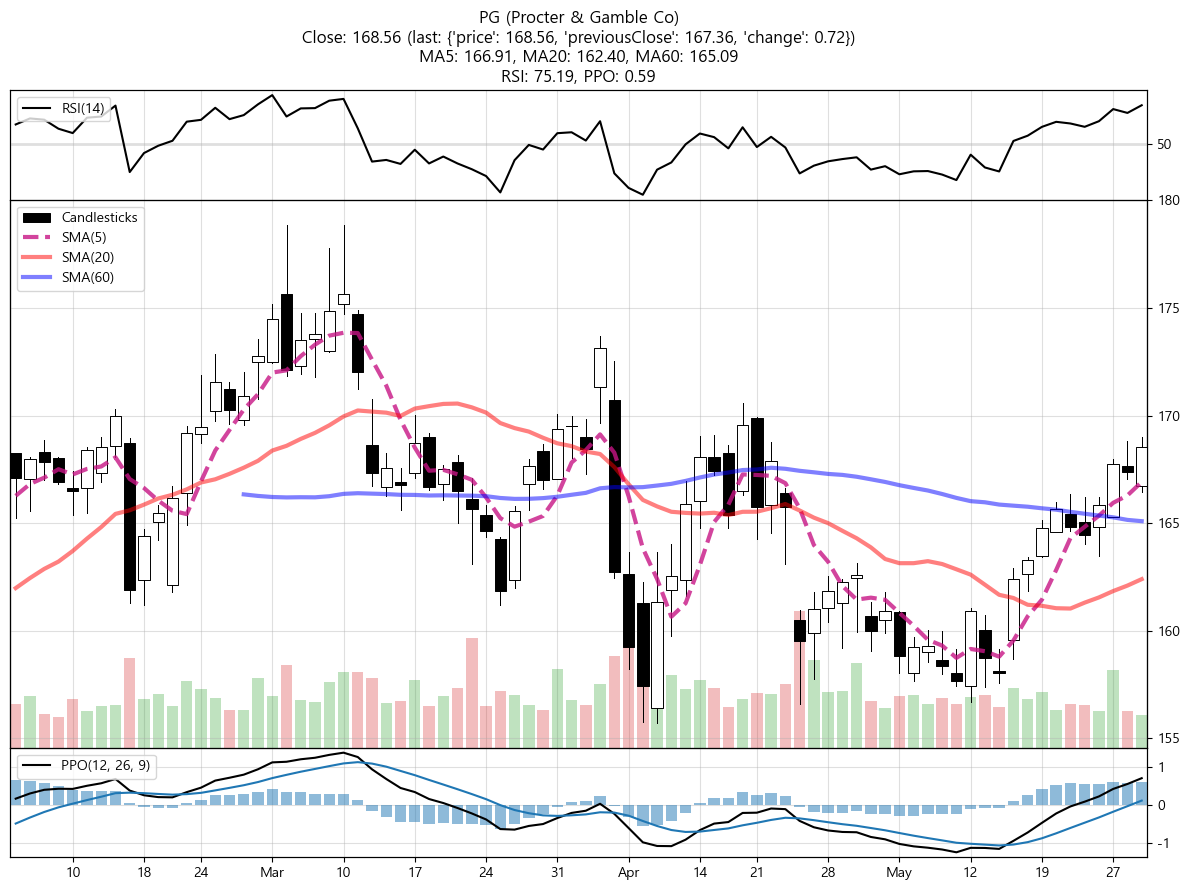 PG (Procter & Gamble Co)
Close: 168.56 (last: {'price': 168.56, 'previousClose': 167.36, 'change': 0.72})
MA5: 166.91, MA20: 162.40, MA60: 165.09
RSI: 75.19, PPO: 0.59
RSI(14)
50
180
Candlesticks
SMA(5)
SMA(20)
SMA(60)
175
170
165
160
155
PPO(12, 26, 9)
1
0
-1
10 18 24 Mar 10 17 24 31 Apr 14 21 28 May 12 19 27